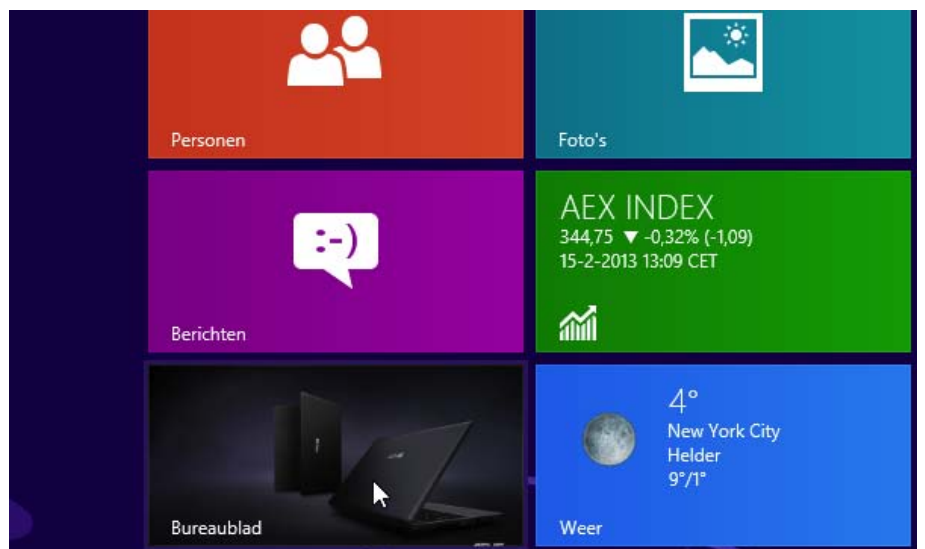 Personen
Foto's
:-)
Berichten
AEX INDEX
344,75 ▼ -0,32% (-1,09)
15-2-2013 13:09 CET
Bureaublad
4°
New York City
Helder
9°/1°
Weer